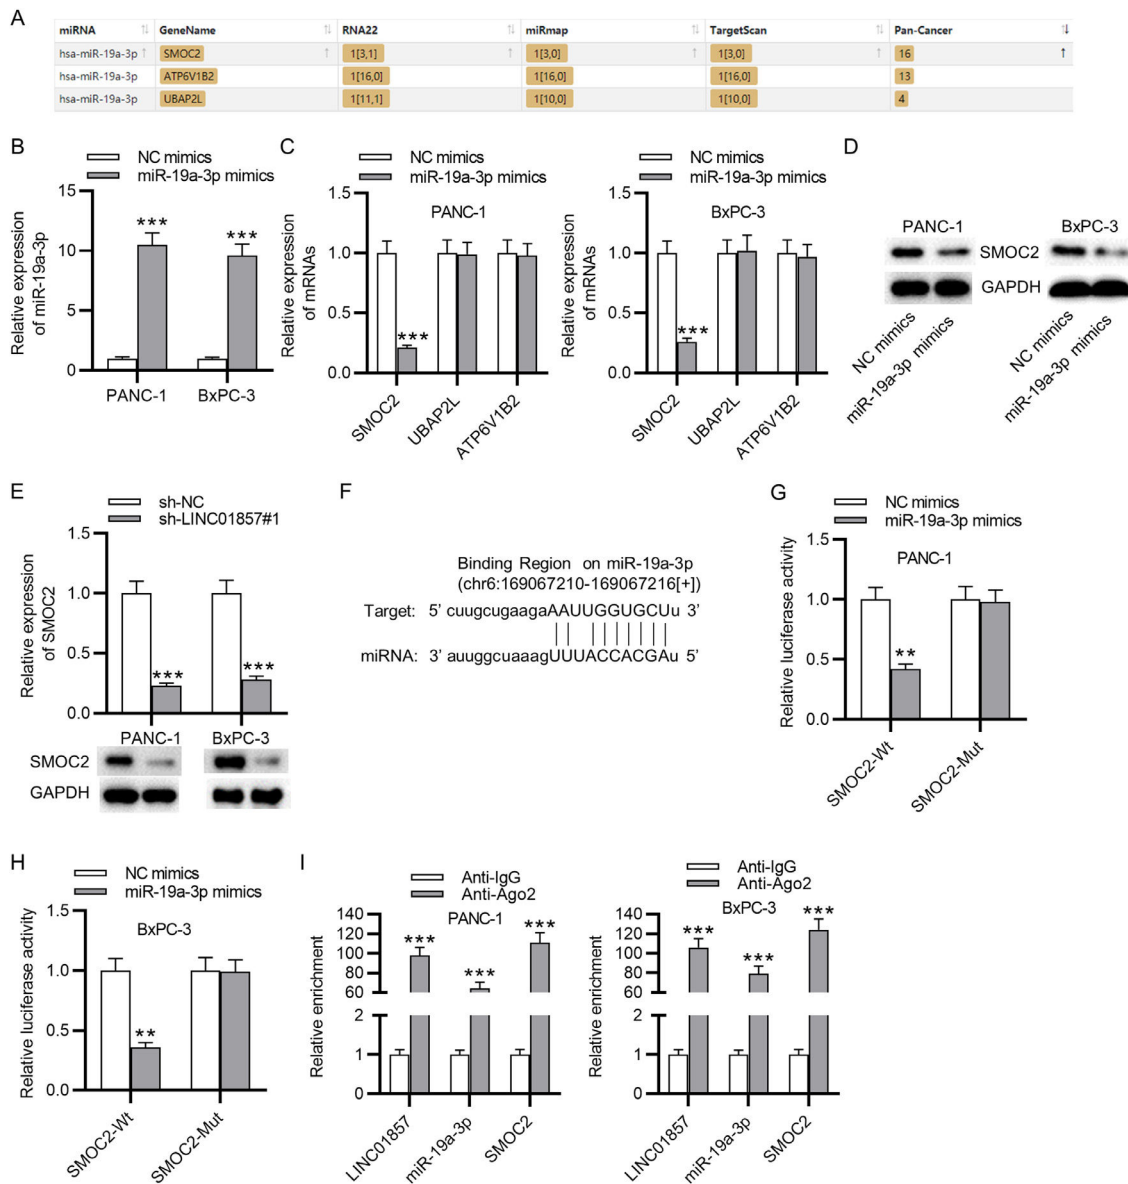 A
miRNA GeneName RNA22 miRmap TargetScan Pan-Cancer
hsa-miR-19a-3p SMOC2 1[3,1] 1[3,0] 1[3,0] 16
hsa-miR-19a-3p ATP6V1B2 1[16,0] 1[16,0] 1[16,0] 13
hsa-miR-19a-3p UBAP2L 1[11,1] 1[10,0] 1[10,0] 4
B
NC mimics
miR-19a-3p mimics
Relative expression
of miR-19a-3p
15
10
5
0
***
***
PANC-1 BxPC-3
C
NC mimics
miR-19a-3p mimics
PANC-1
Relative expression
of mRNAs
1.5
1.0
0.5
0.0
***
SMOC2
UBAP2L
ATP6V1B2
NC mimics
miR-19a-3p mimics
BxPC-3
Relative expression
of mRNAs
1.5
1.0
0.5
0.0
***
SMOC2
UBAP2L
ATP6V1B2
D
PANC-1 BxPC-3
SMOC2
GAPDH
NC mimics
miR-19a-3p mimics
NC mimics
miR-19a-3p mimics
E
sh-NC
sh-LINC01857#1
Relative expression
of SMOC2
1.5
1.0
0.5
0.0
***
***
PANC-1 BxPC-3
SMOC2
GAPDH
F
Binding Region on miR-19a-3p
(chr6:169067210-169067216[+])
Target: 5' cuugcugaagaAAUUGGUGCUu 3'
miRNA: 3' auuggcuaaagUUUACCACGAu 5'
G
NC mimics
miR-19a-3p mimics
PANC-1
Relative luciferase activity
1.5
1.0
0.5
0.0
**
SMOC2-Wt
SMOC2-Mut
H
NC mimics
miR-19a-3p mimics
BxPC-3
Relative luciferase activity
1.5
1.0
0.5
0.0
**
SMOC2-Wt
SMOC2-Mut
I
Anti-IgG
Anti-Ago2
PANC-1
Relative enrichment
140
120
100
80
60
2
1
0
***
***
***
LINC01857
miR-19a-3p
SMOC2
Anti-IgG
Anti-Ago2
BxPC-3
Relative enrichment
140
120
100
80
60
2
1
0
***
***
***
LINC01857
miR-19a-3p
SMOC2